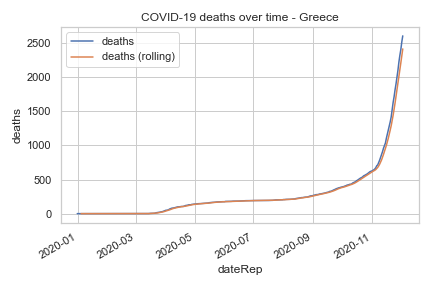 COVID-19 deaths over time - Greece
deaths
deaths (rolling)
2500
2000
1500
1000
500
0
deaths
2020-01
2020-03
2020-05
2020-07
2020-09
2020-11
dateRep